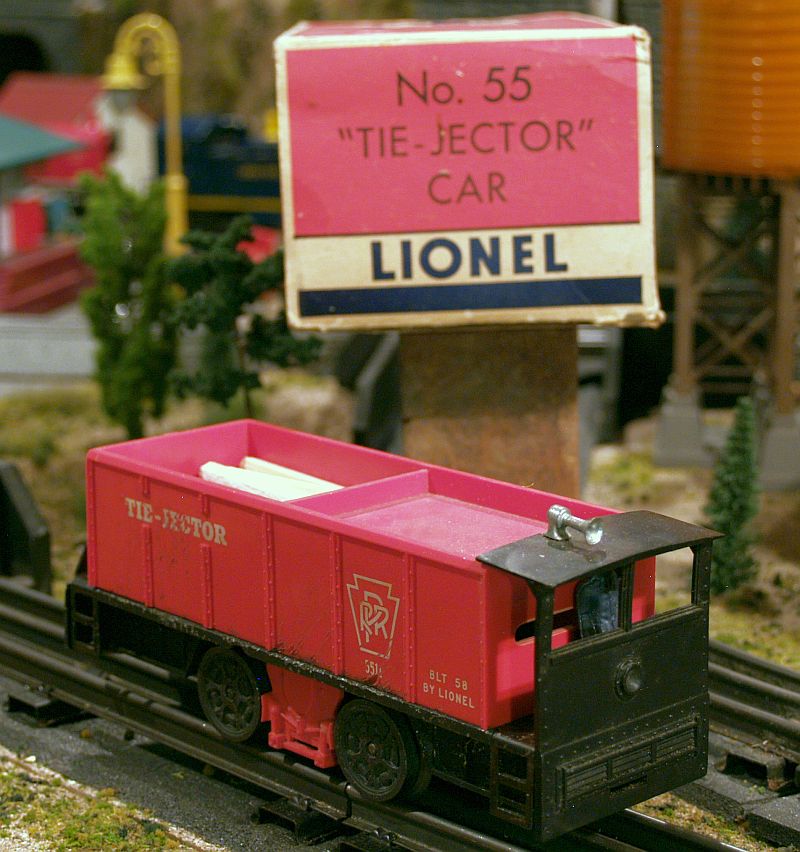 No. 55
"TIE-JECTOR"
CAR
LIONEL
TIE-JECTOR
PRR
BLT 58
BY LIONEL